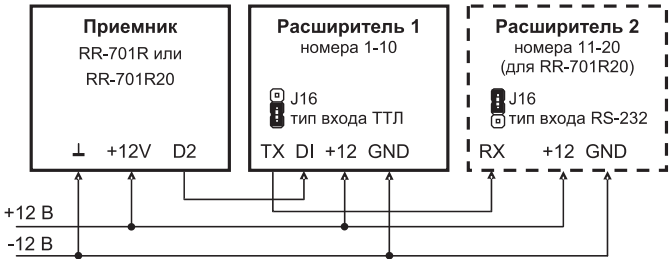 Приемник
RR-701R или
RR-701R20
⊥ +12V D2
Расширитель 1
номера 1-10
J16
тип входа ТТЛ
TX DI +12 GND
Расширитель 2
номера 11-20
(для RR-701R20)
J16
тип входа RS-232
RX +12 GND
+12 В
-12 В